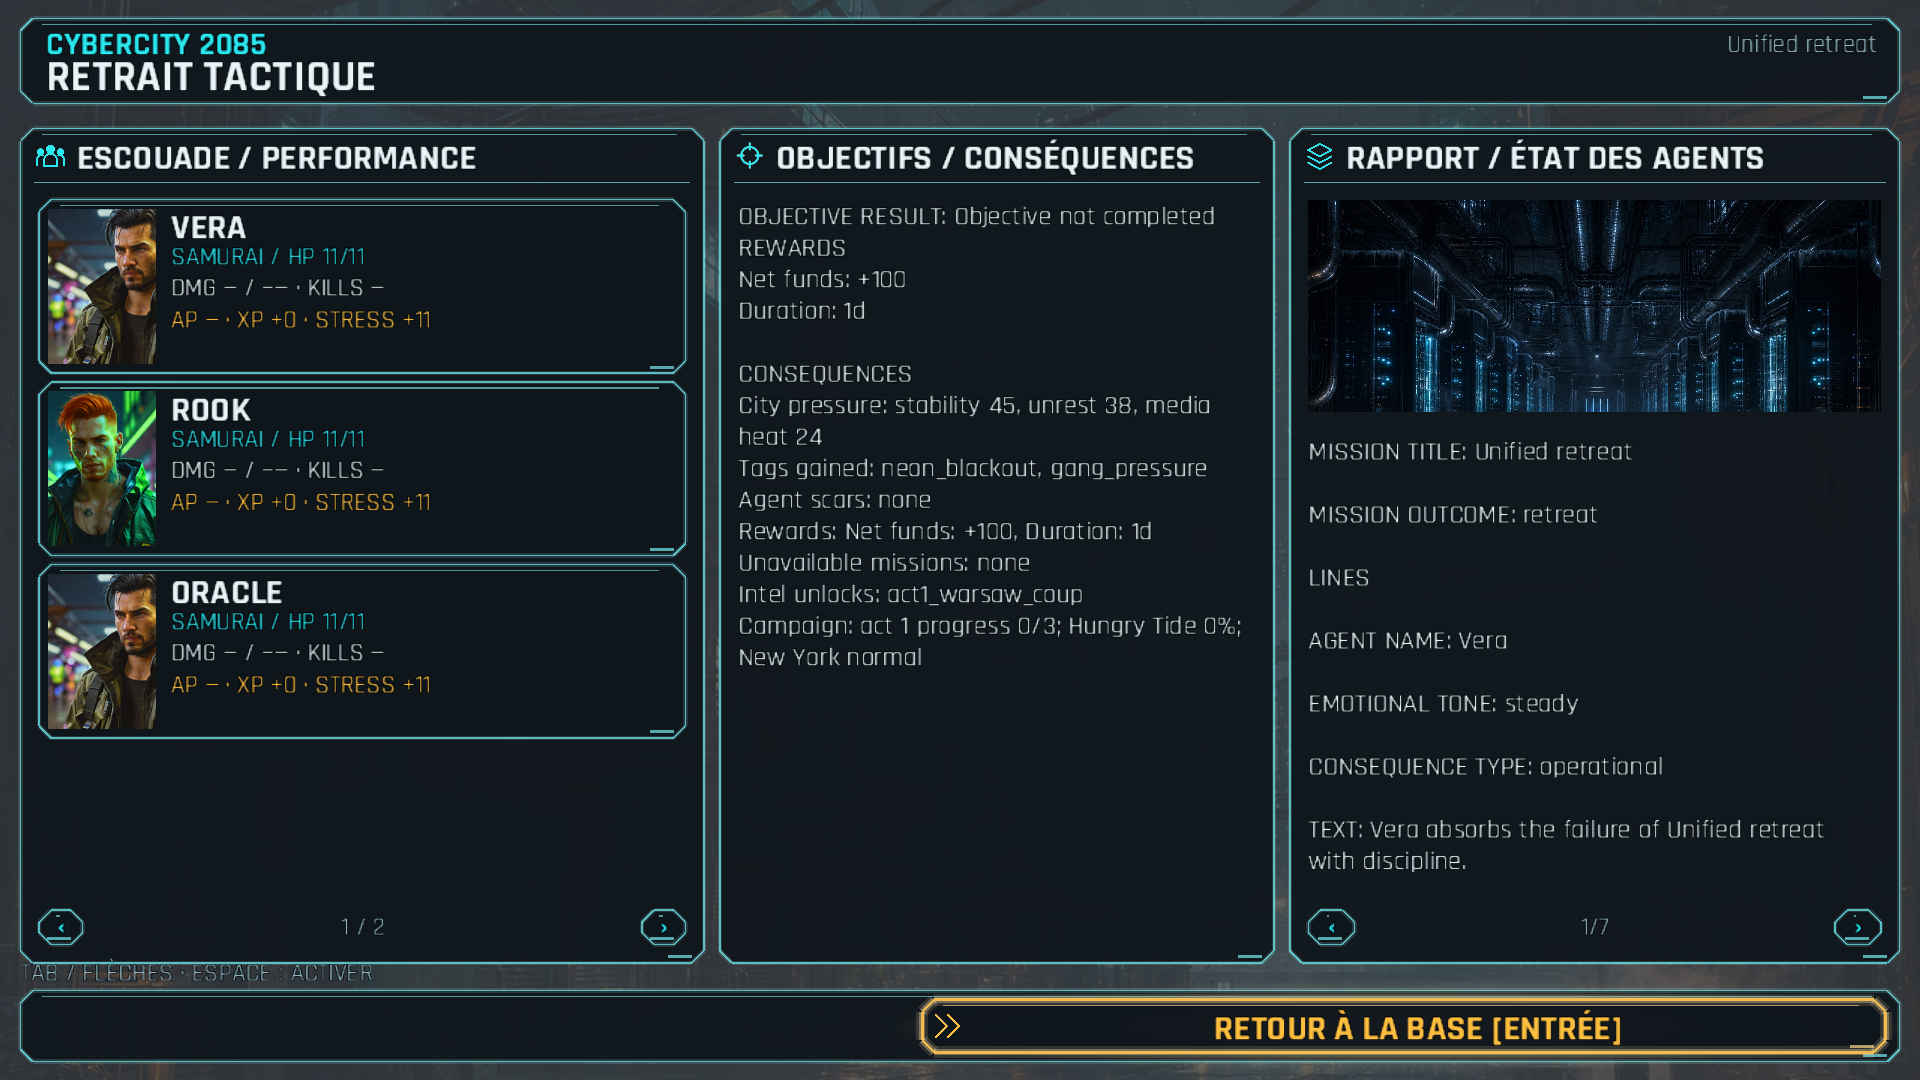 CYBERCITY 2085
RETRAIT TACTIQUE
Unified retreat
ESCOUADE / PERFORMANCE
VERA
SAMURAI / HP 11/11
DMG – / –– · KILLS –
AP – · XP +0 · STRESS +11
ROOK
SAMURAI / HP 11/11
DMG – / –– · KILLS –
AP – · XP +0 · STRESS +11
ORACLE
SAMURAI / HP 11/11
DMG – / –– · KILLS –
AP – · XP +0 · STRESS +11
‹
1 / 2
›
OBJECTIFS / CONSÉQUENCES
OBJECTIVE RESULT: Objective not completed
REWARDS
Net funds: +100
Duration: 1d
CONSEQUENCES
City pressure: stability 45, unrest 38, media
heat 24
Tags gained: neon_blackout, gang_pressure
Agent scars: none
Rewards: Net funds: +100, Duration: 1d
Unavailable missions: none
Intel unlocks: act1_warsaw_coup
Campaign: act 1 progress 0/3; Hungry Tide 0%;
New York normal
RAPPORT / ÉTAT DES AGENTS
MISSION TITLE: Unified retreat
MISSION OUTCOME: retreat
LINES
AGENT NAME: Vera
EMOTIONAL TONE: steady
CONSEQUENCE TYPE: operational
TEXT: Vera absorbs the failure of Unified retreat
with discipline.
‹
1/7
›
TAB / FLÈCHES · ESPACE : ACTIVER
RETOUR À LA BASE [ENTRÉE]